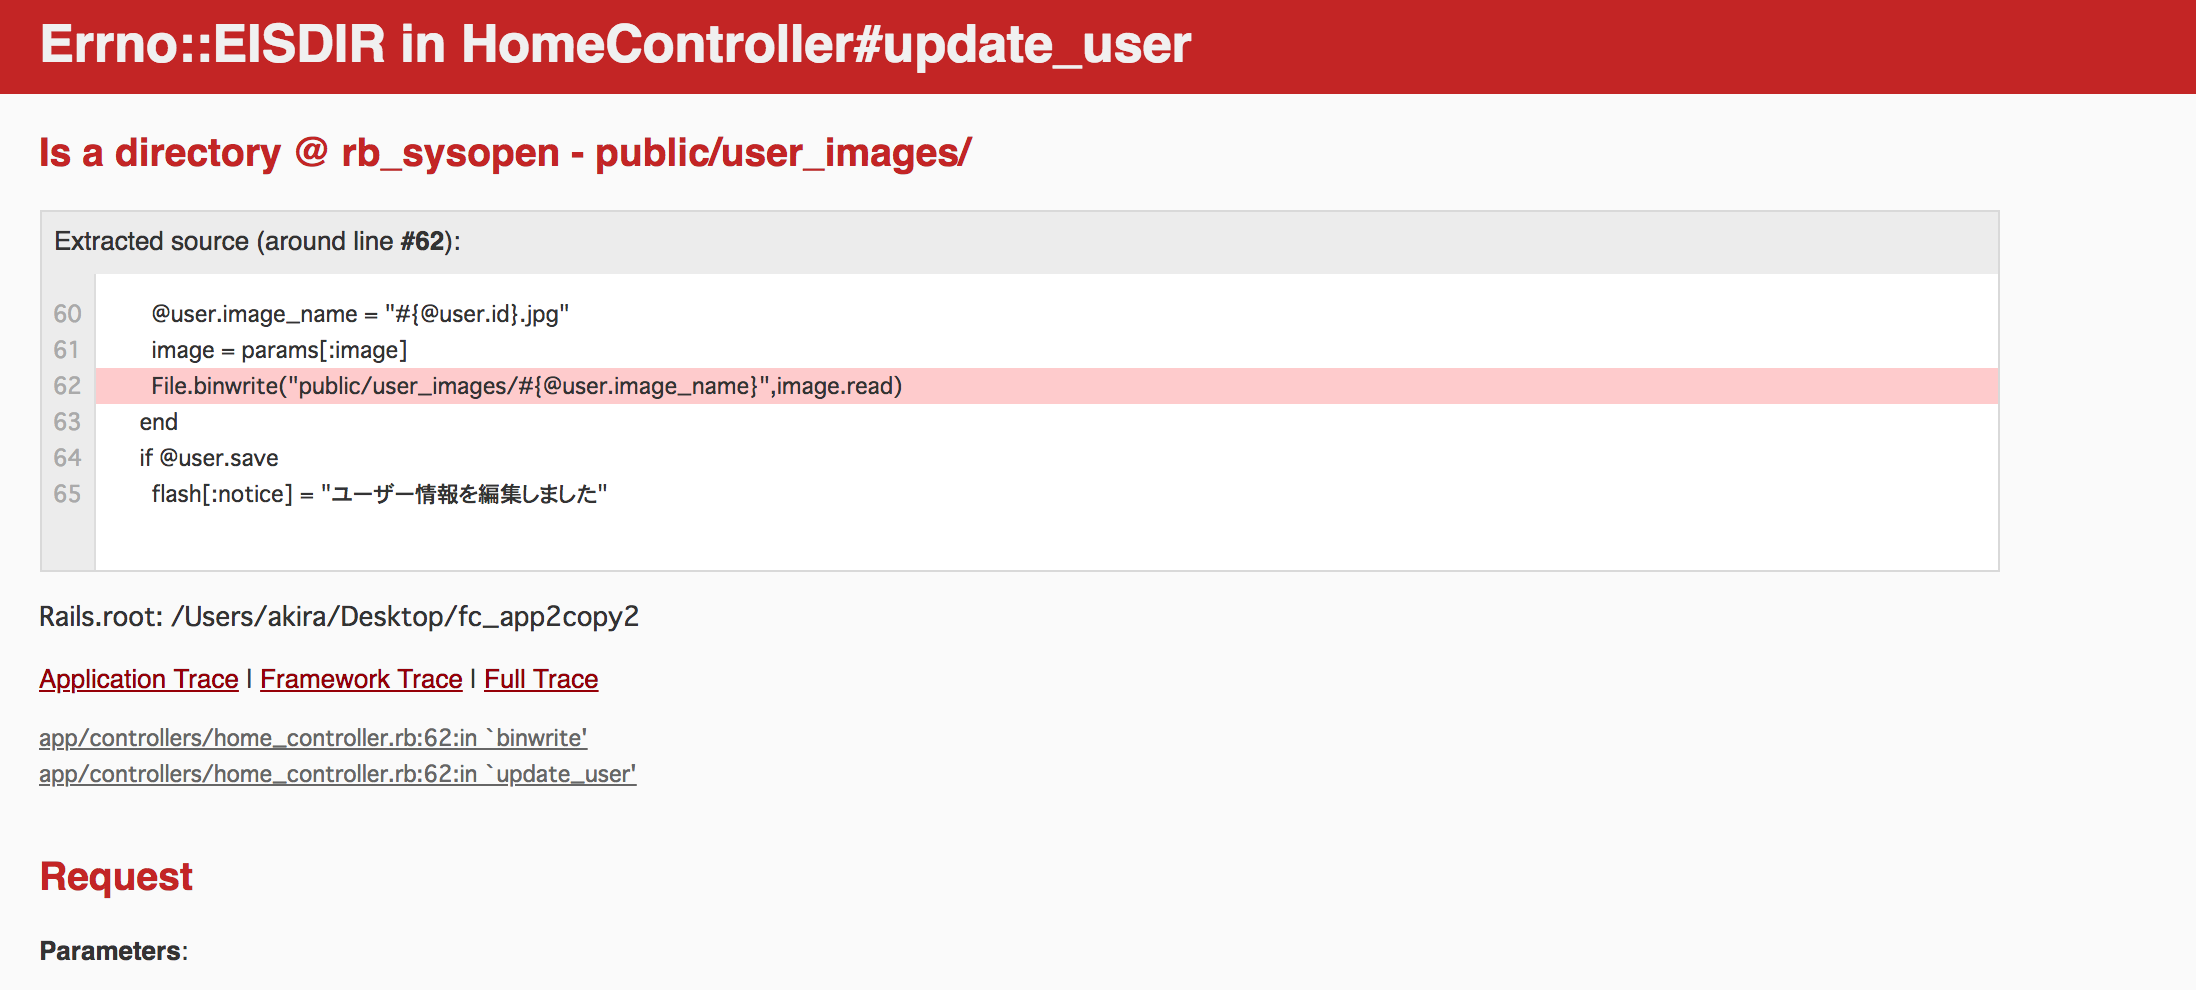 Errno::EISDIR in HomeController#update_user
Is a directory @ rb_sysopen - public/user_images/
Extracted source (around line #62):
60 @user.image_name = "#{@user.id}.jpg"
61 image = params[:image]
62 File.binwrite("public/user_images/#{@user.image_name}",image.read)
63 end
64 if @user.save
65 flash[:notice] = "ユーザー情報を編集しました"
Rails.root: /Users/akira/Desktop/fc_app2copy2
Application Trace | Framework Trace | Full Trace
app/controllers/home_controller.rb:62:in `binwrite'
app/controllers/home_controller.rb:62:in `update_user'
Request
Parameters: